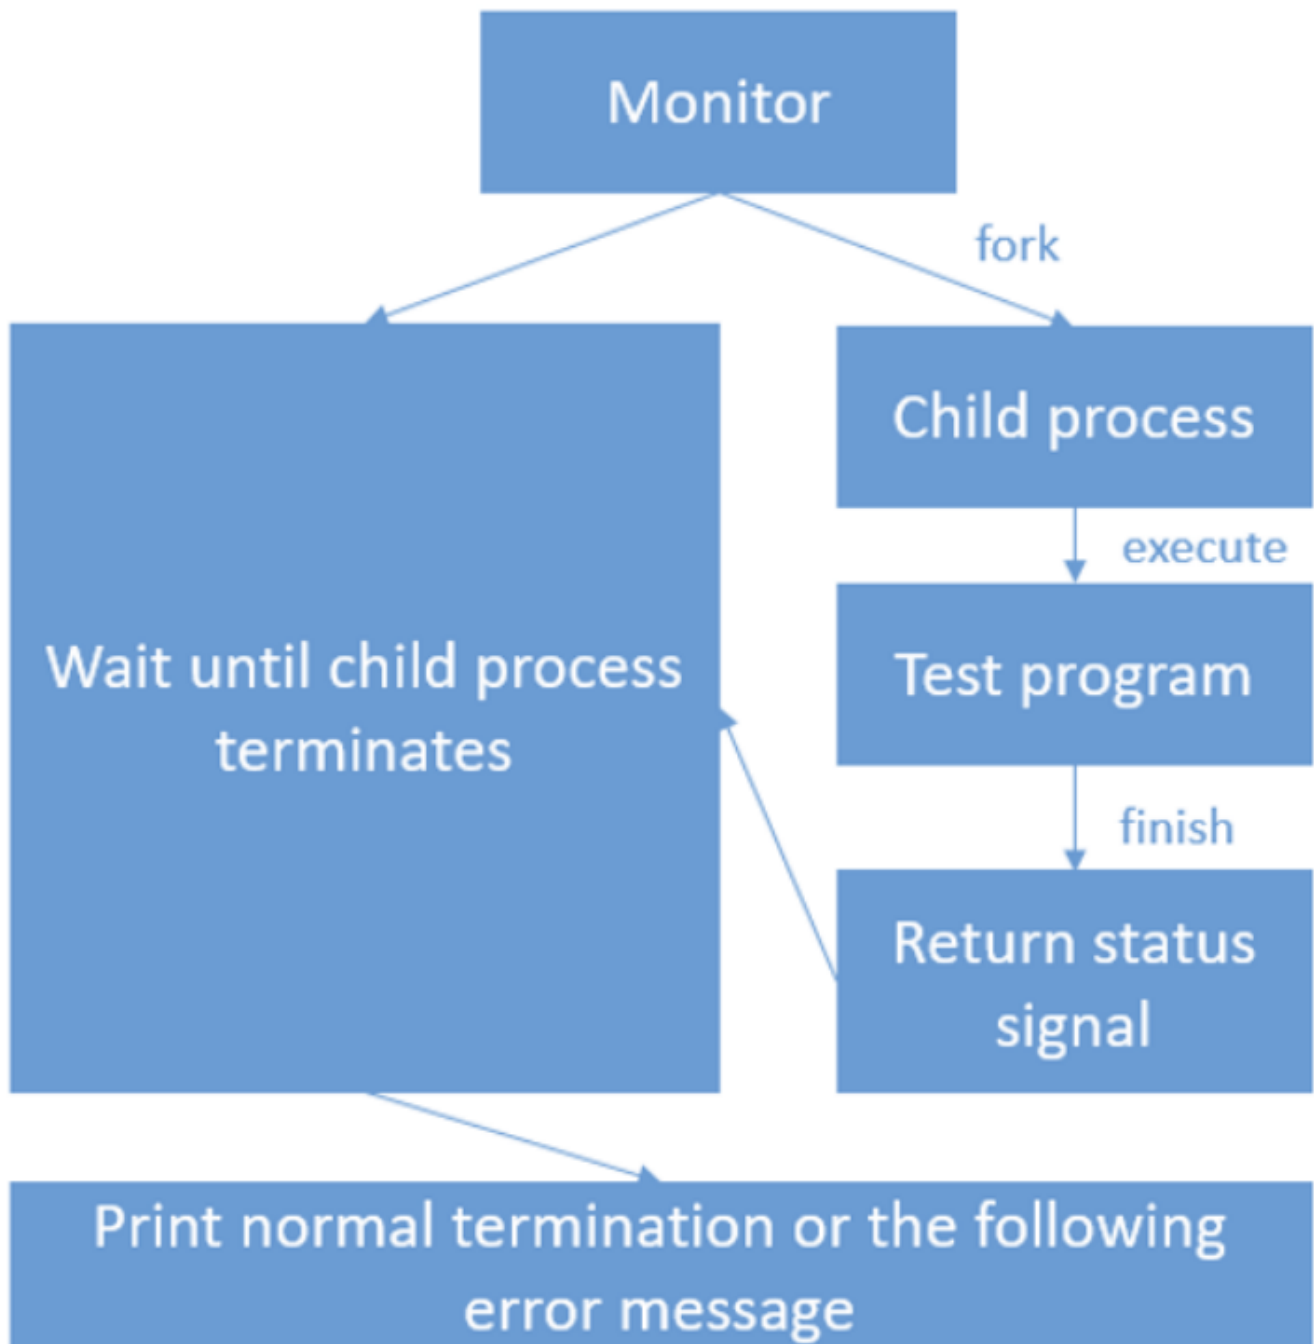 Monitor
fork
Child process
execute
Wait until child process
terminates
Test program
finish
Return status
signal
Print normal termination or the following
error message